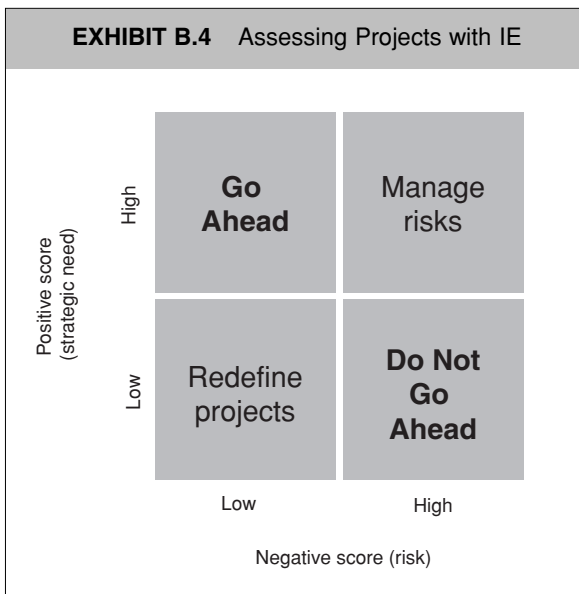 EXHIBIT B.4 Assessing Projects with IE
Positive score
(strategic need)
High
Go
Ahead
Manage
risks
Low
Redefine
projects
Do Not
Go
Ahead
Low
High
Negative score (risk)